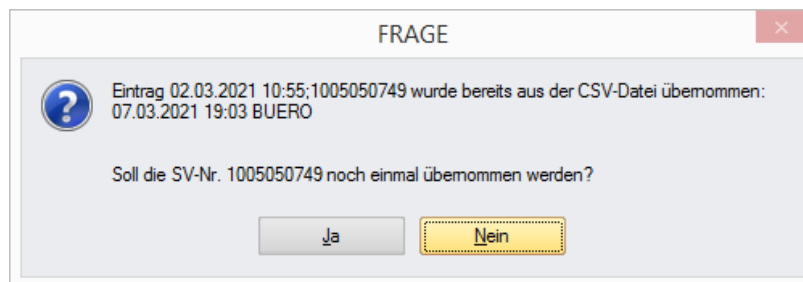 FRAGE
Eintrag 02.03.2021 10:55;1005050749 wurde bereits aus der CSV-Datei übernommen:
07.03.2021 19:03 BUERO
Soll die SV-Nr. 1005050749 noch einmal übernommen werden?
Ja
Nein